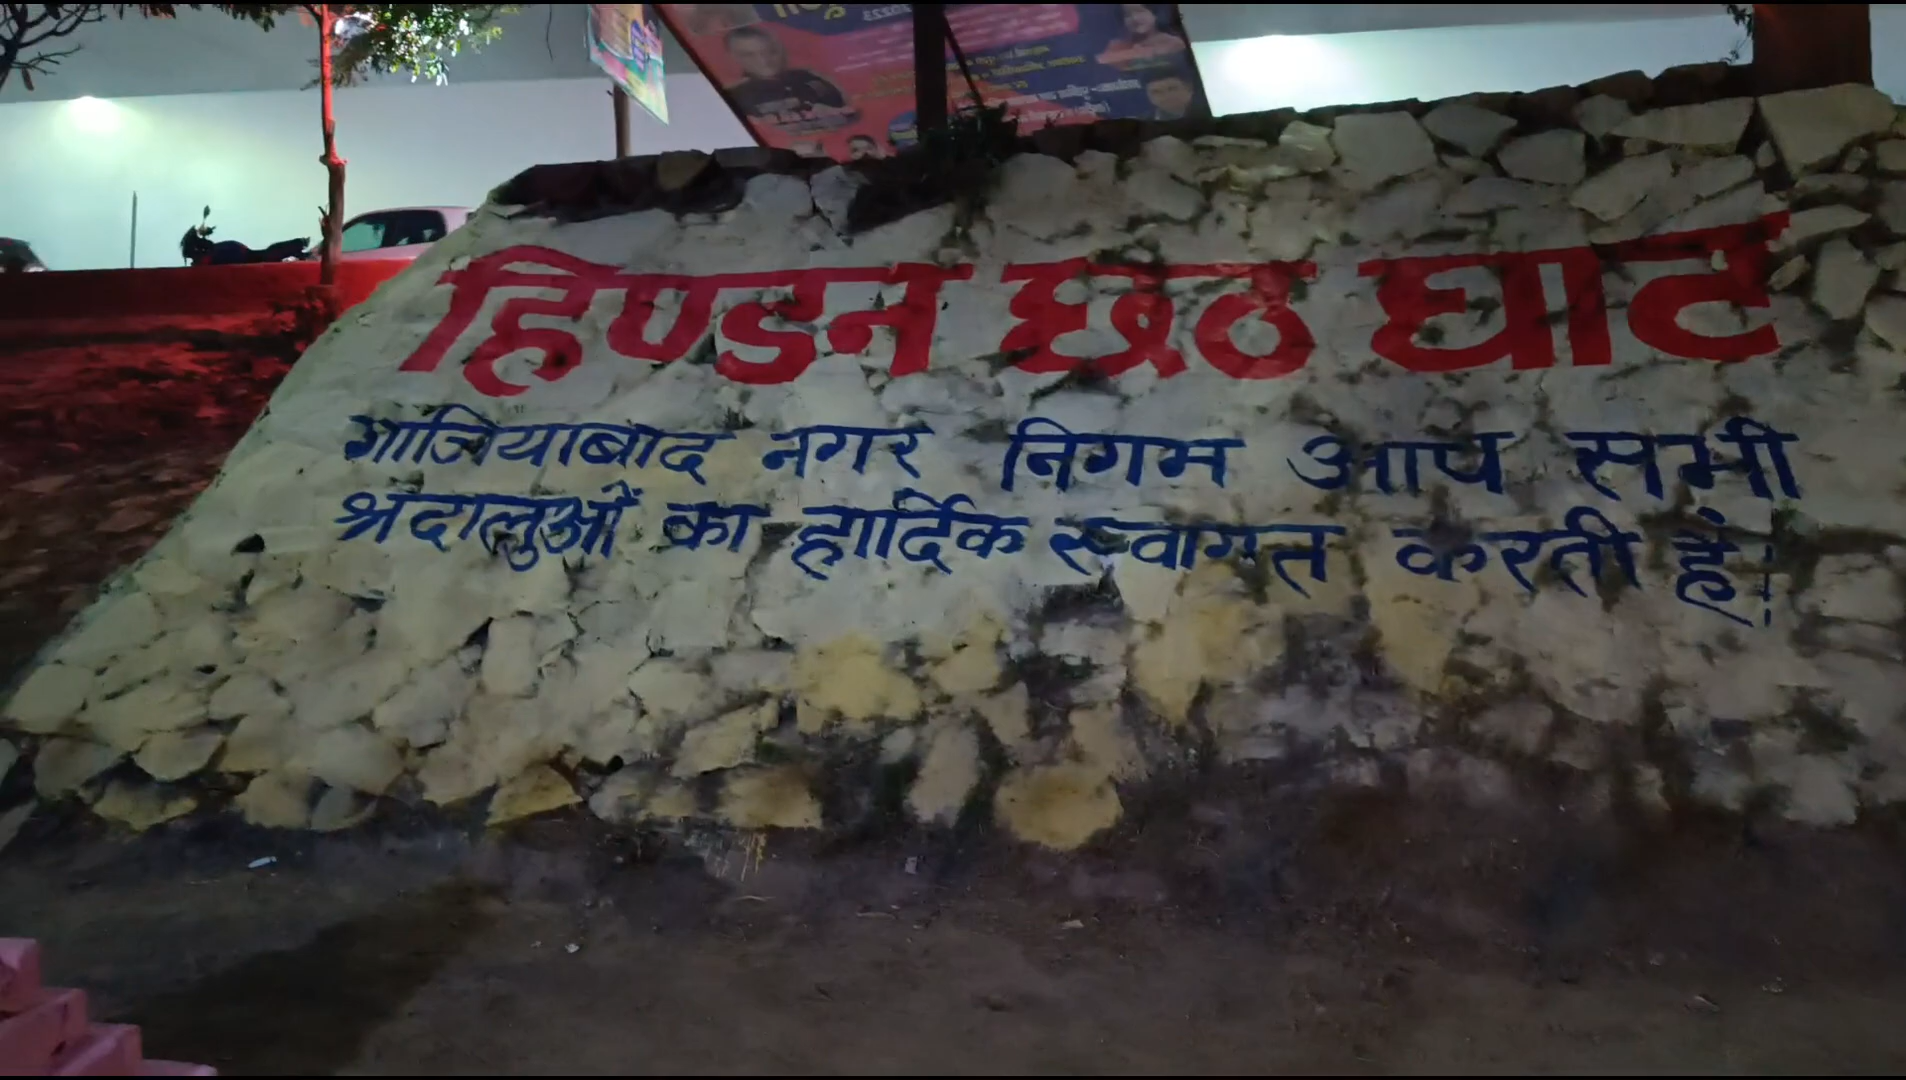 हिण्डन छठ घाट
गाजियाबाद नगर निगम आप सभी
श्रदालुओं का हार्दिक स्वागत करती हैं!